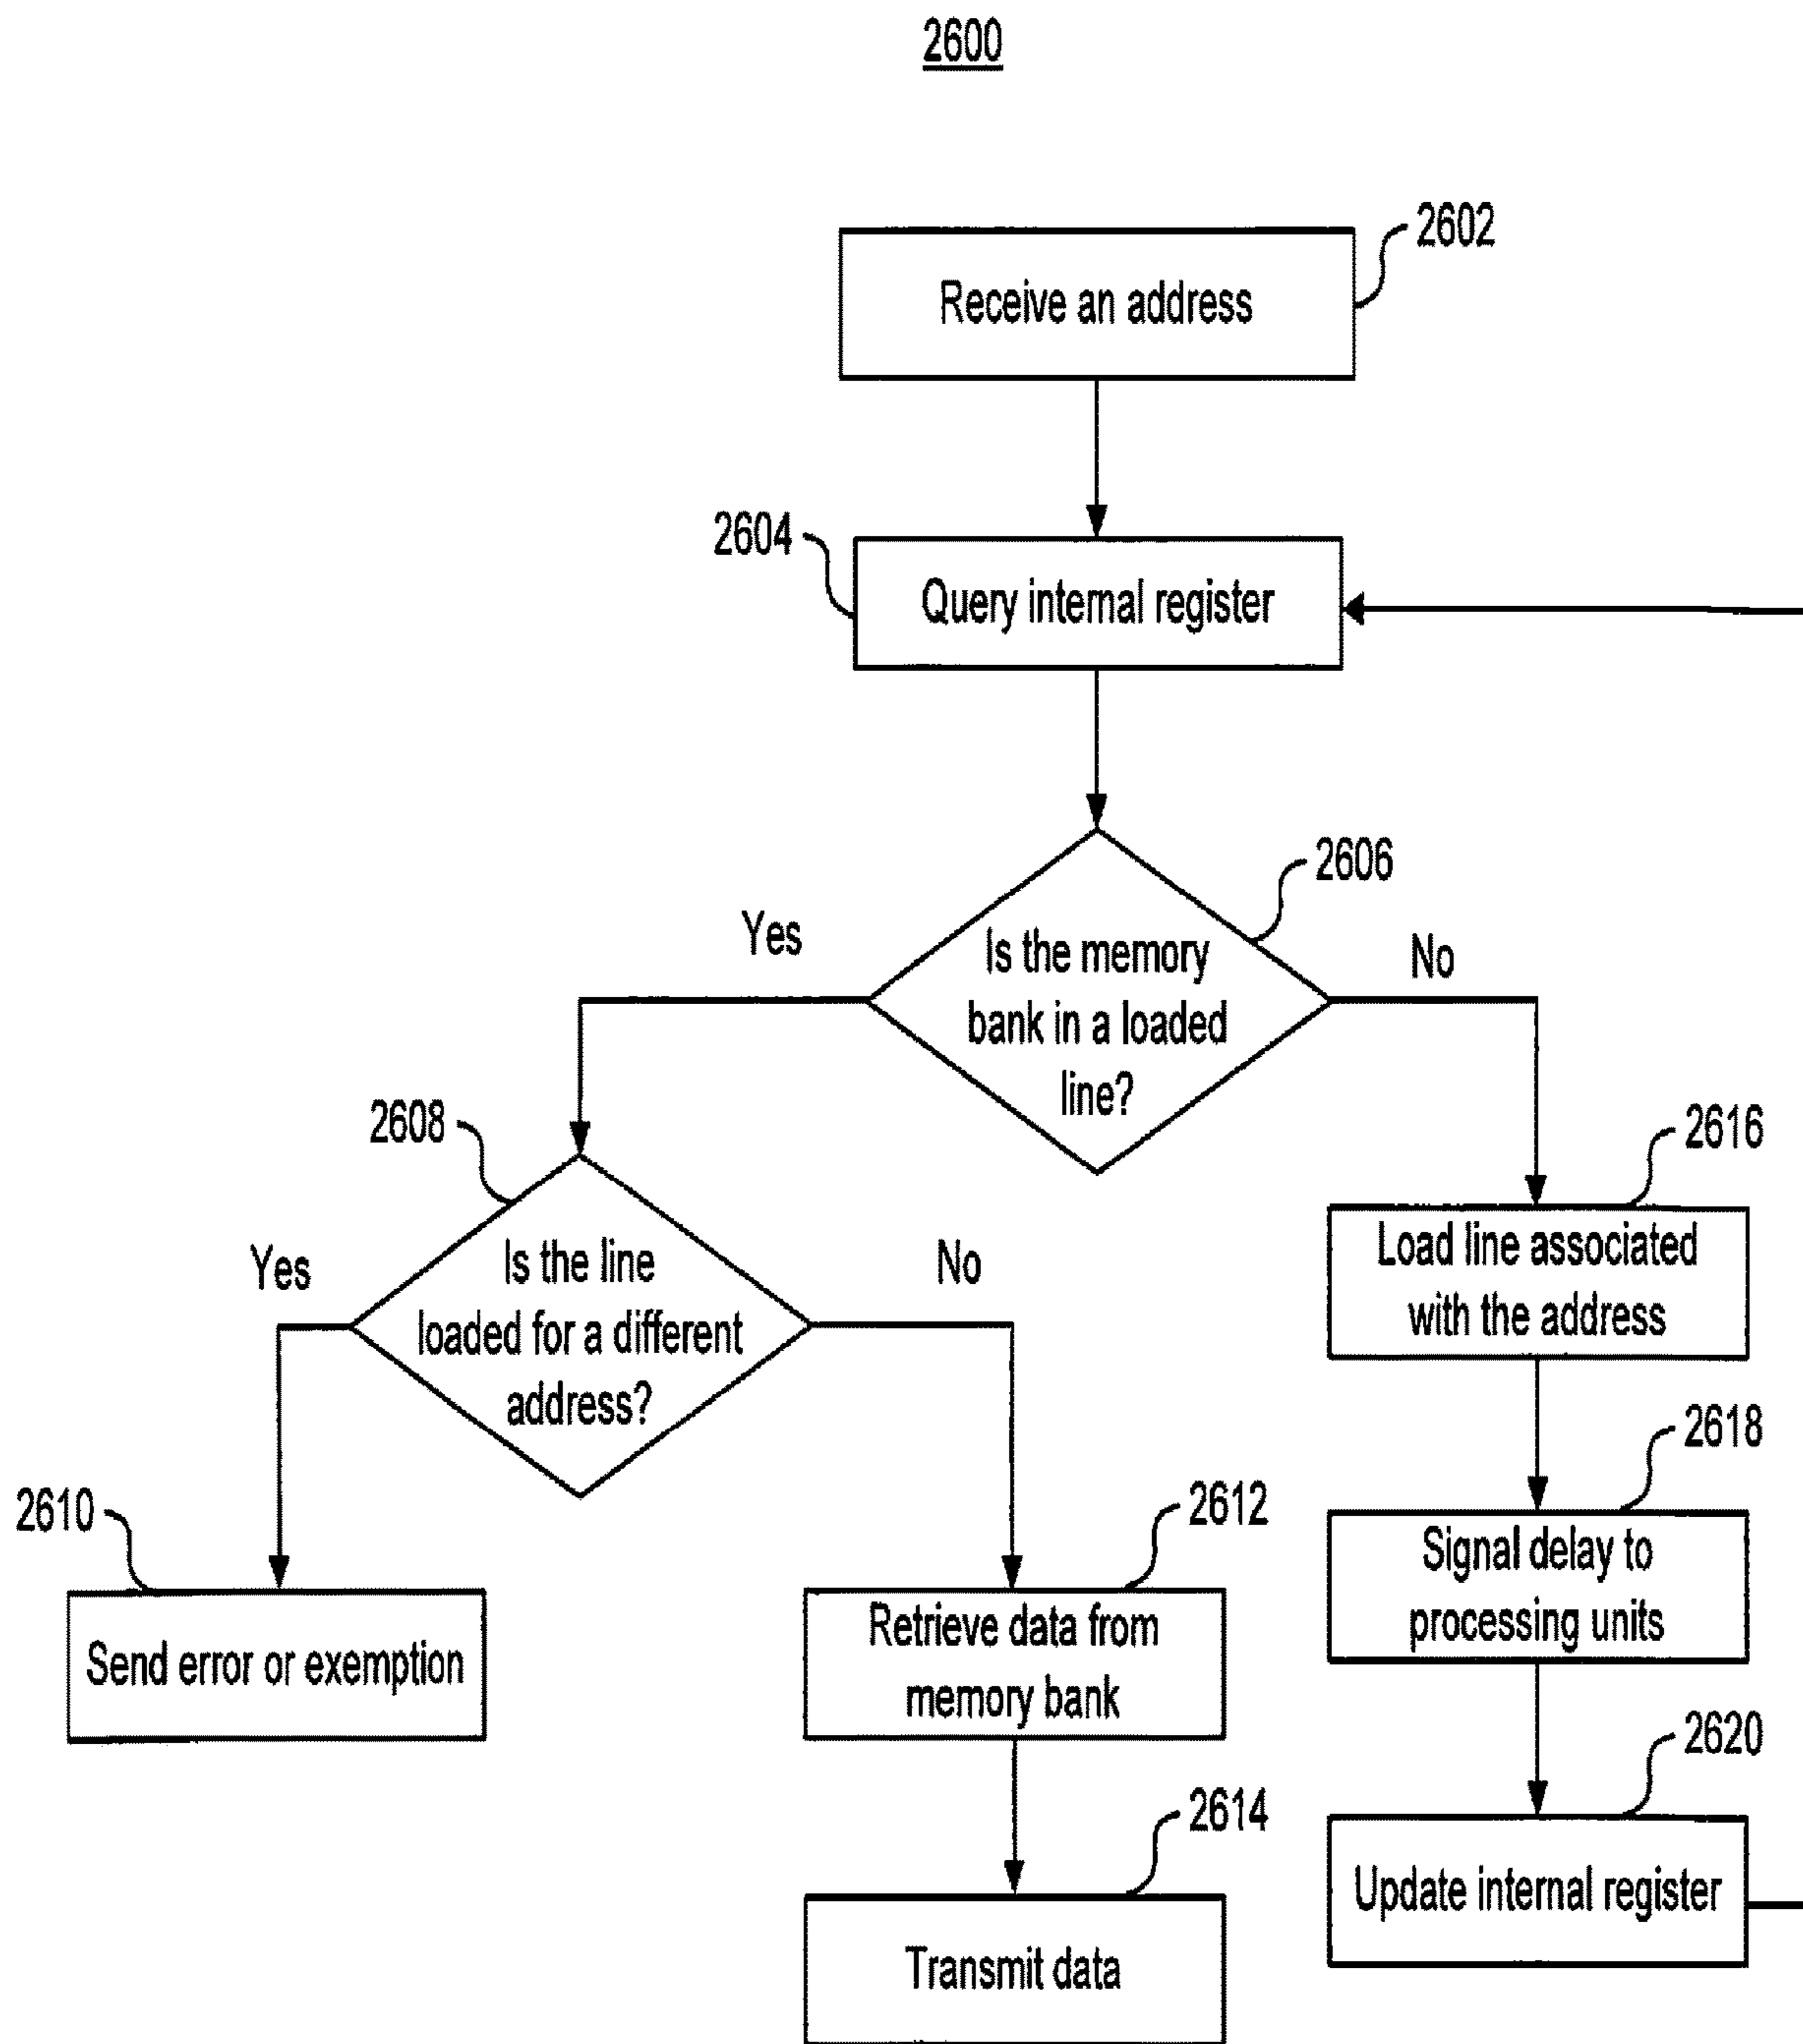 2600
2602
Receive an address
2604
Query internal register
2606
Yes
No
Is the memory
bank in a loaded
line?
2608
2616
Yes
No
Is the line
loaded for a different
address?
Load line associated
with the address
2618
2610
2612
Signal delay to
processing units
Send error or exemption
Retrieve data from
memory bank
2620
2614
Update internal register
Transmit data